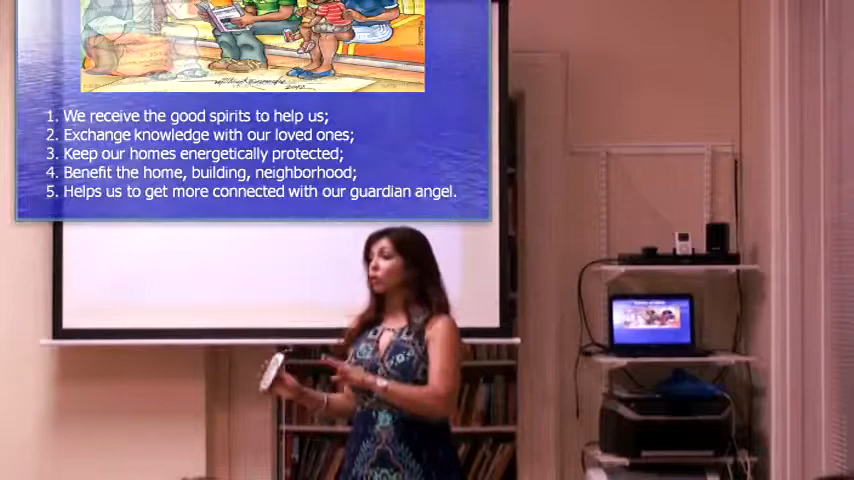 1. We receive the good spirits to help us;
2. Exchange knowledge with our loved ones;
3. Keep our homes energetically protected;
4. Benefit the home, building, neighborhood;
5. Helps us to get more connected with our guardian angel.